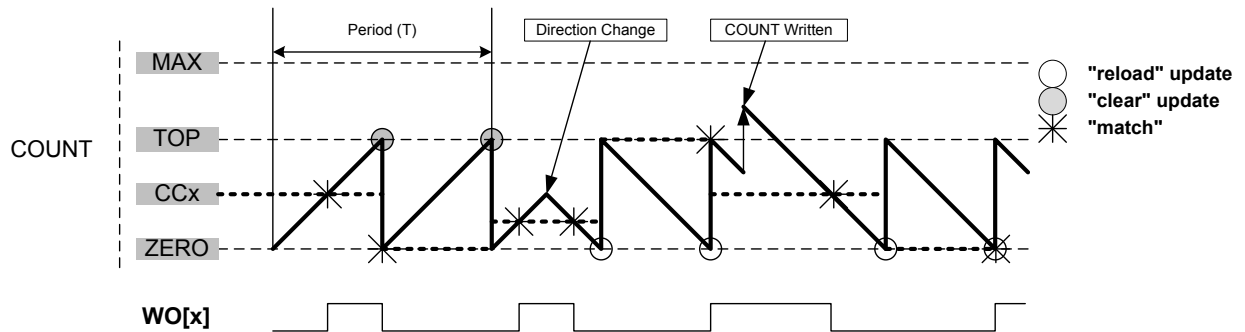 Period (T)
Direction Change
COUNT Written
MAX
"reload" update
"clear" update
TOP
"match"
COUNT
CCx
ZERO
WO[x]